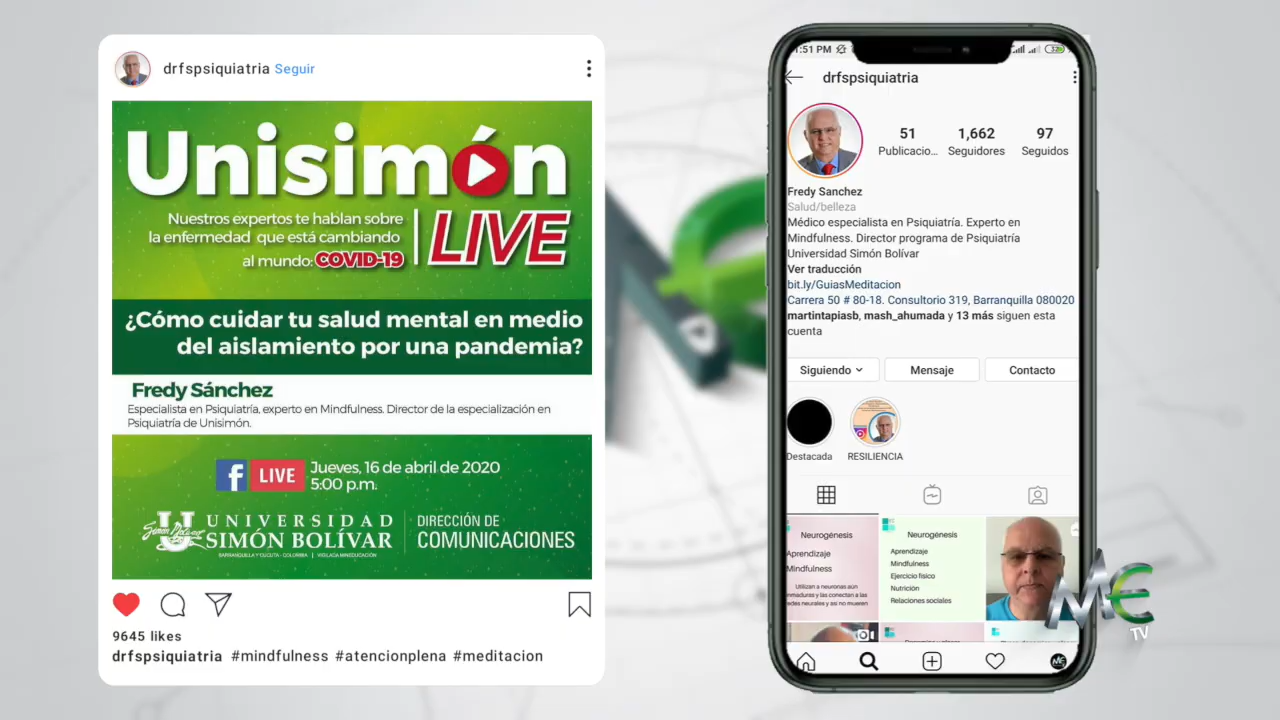 drfspsiquiatria Seguir
Unisimón
Nuestros expertos te hablan sobre
la enfermedad que está cambiando
al mundo: COVID-19
LIVE
¿Cómo cuidar tu salud mental en medio
del aislamiento por una pandemia?
Fredy Sánchez
Especialista en Psiquiatría, experto en Mindfulness. Director de la especialización en
Psiquiatría de Unisimón.
f LIVE
Jueves, 16 de abril de 2020
5:00 p.m.
UNIVERSIDAD
SIMÓN BOLÍVAR
BARRANQUILLA Y CÚCUTA - COLOMBIA | VIGILADA MINEDUCACIÓN
DIRECCIÓN DE
COMUNICACIONES
9645 likes
drfspsiquiatria #mindfulness #atencionplena #meditacion
:51 PM
drfspsiquiatria
51
Publicacio...
1,662
Seguidores
97
Seguidos
Fredy Sanchez
Salud/belleza
Médico especialista en Psiquiatría. Experto en
Mindfulness. Director programa de Psiquiatría
Universidad Simón Bolívar
Ver traducción
bit.ly/GuiasMeditacion
Carrera 50 # 80-18. Consultorio 319, Barranquilla 080020
martintapiasb, mash_ahumada y 13 más siguen esta
cuenta
Siguiendo
Mensaje
Contacto
Destacada
RESILIENCIA
Neurogénesis
Aprendizaje
Mindfulness
Utilizan a neuronas aún
nmaduras y las conectan a las
edes neurales y así no mueren
Neurogénesis
Aprendizaje
Mindfulness
Ejercicio físico
Nutrición
Relaciones sociales
M€
TV